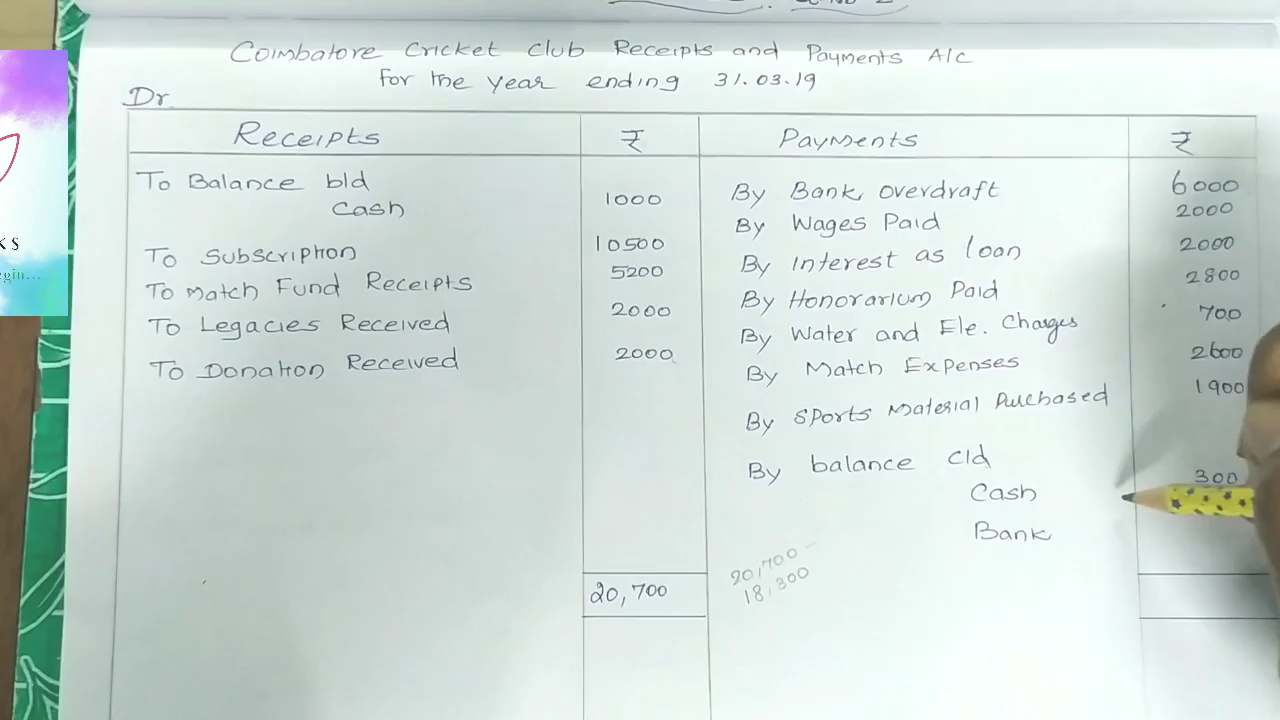 Coimbatore Cricket Club Receipts and Payments A/C
for the year ending 31.03.19
Dr
Receipts ₹ Payments ₹
To Balance b/d
Cash 1000
To Subscription 10500
To Match Fund Receipts 5200
To Legacies Received 2000
To Donation Received 2000
20,700
By Bank overdraft 6000
By Wages Paid 2000
By Interest as loan 2000
By Honorarium Paid 2800
By Water and Ele. Charges 700
By Match Expenses 2600
By Sports Material Purchased 1900
By balance c/d
Cash 300
Bank
20,700 -
18,300
KS
gin...